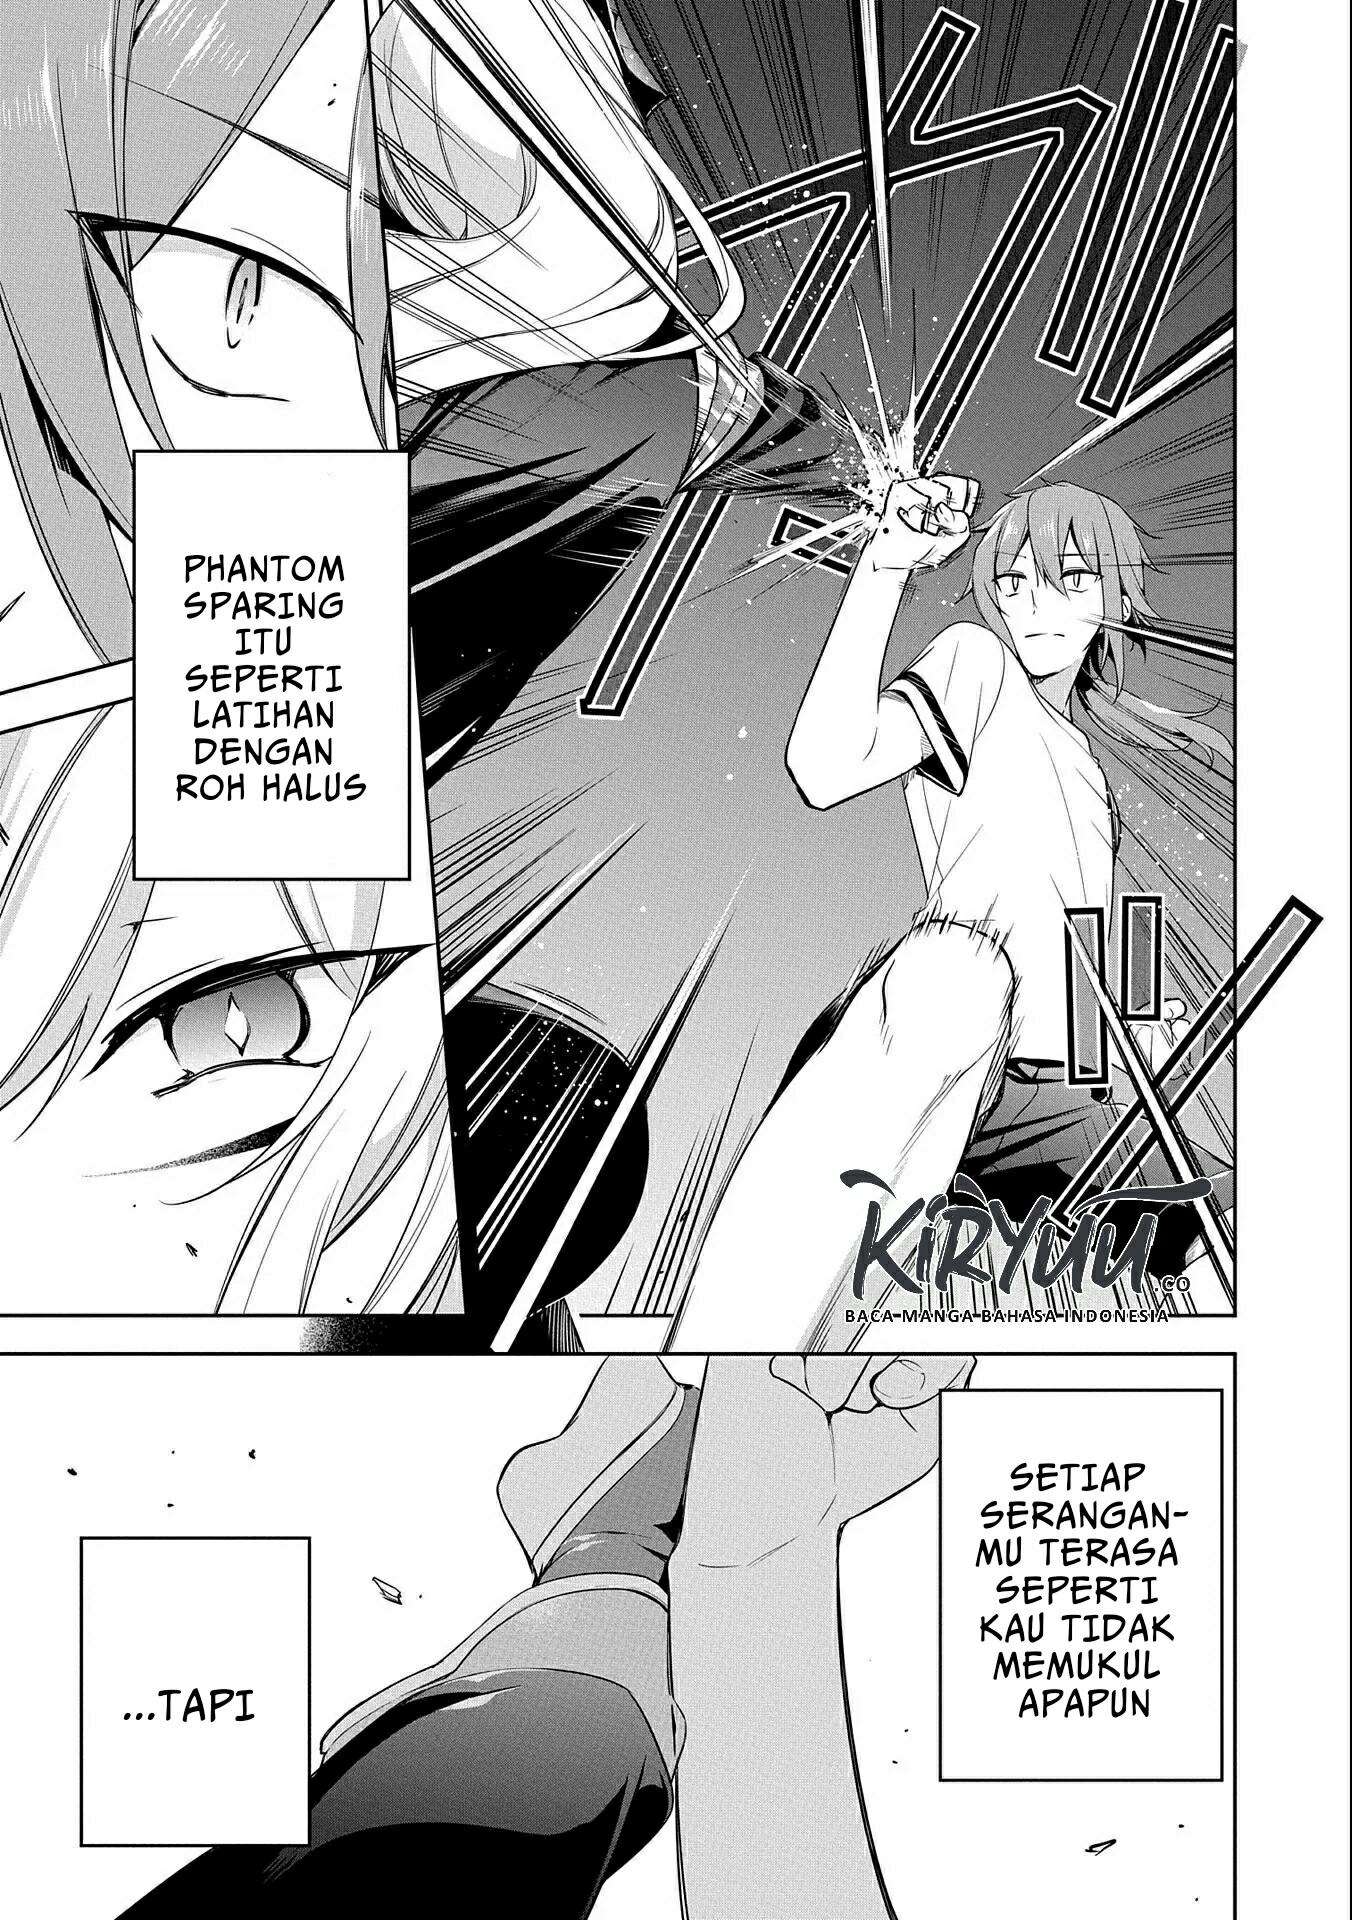 PHANTOM
SPARING
ITU
SEPERTI
LATIHAN
DENGAN
ROH HALUS
KiRYUU.CO
BACA MANGA BAHASA INDONESIA
SETIAP
SERANGAN-
MU TERASA
SEPERTI
KAU TIDAK
MEMUKUL
APAPUN
...TAPI